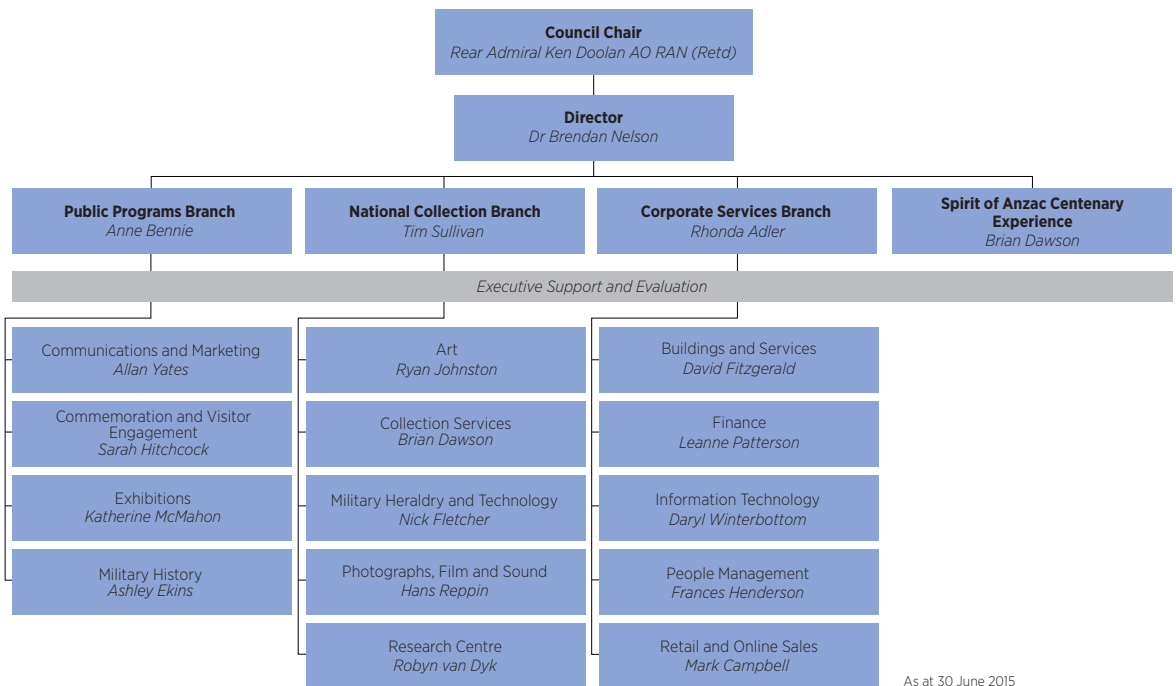 Council Chair
Rear Admiral Ken Doolan AO RAN (Retd)
Director
Dr Brendan Nelson
Public Programs Branch
Anne Bennie
National Collection Branch
Tim Sullivan
Corporate Services Branch
Rhonda Adler
Spirit of Anzac Centenary
Experience
Brian Dawson
Executive Support and Evaluation
Communications and Marketing
Allan Yates
Commemoration and Visitor
Engagement
Sarah Hitchcock
Exhibitions
Katherine McMahon
Military History
Ashley Ekins
Art
Ryan Johnston
Collection Services
Brian Dawson
Military Heraldry and Technology
Nick Fletcher
Photographs, Film and Sound
Hans Reppin
Research Centre
Robyn van Dyk
Buildings and Services
David Fitzgerald
Finance
Leanne Patterson
Information Technology
Daryl Winterbottom
People Management
Frances Henderson
Retail and Online Sales
Mark Campbell
As at 30 June 2015